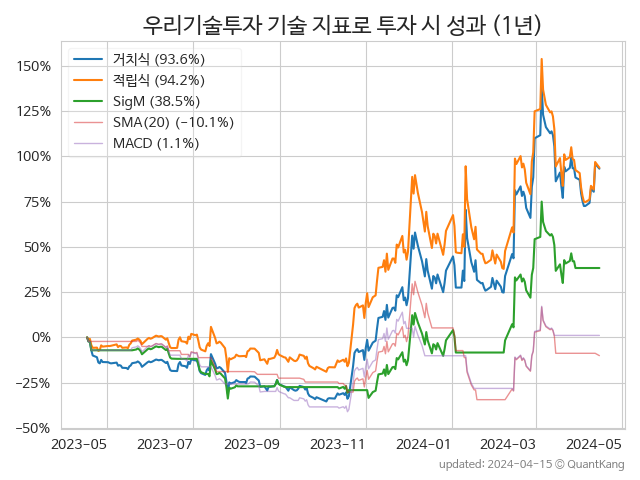 우리기술투자 기술 지표로 투자 시 성과 (1년)
거치식 (93.6%)
적립식 (94.2%)
SigM (38.5%)
SMA(20) (−10.1%)
MACD (1.1%)
150%
125%
100%
75%
50%
25%
0%
−25%
−50%
2023-05 2023-07 2023-09 2023-11 2024-01 2024-03 2024-05
updated: 2024-04-15 © QuantKang